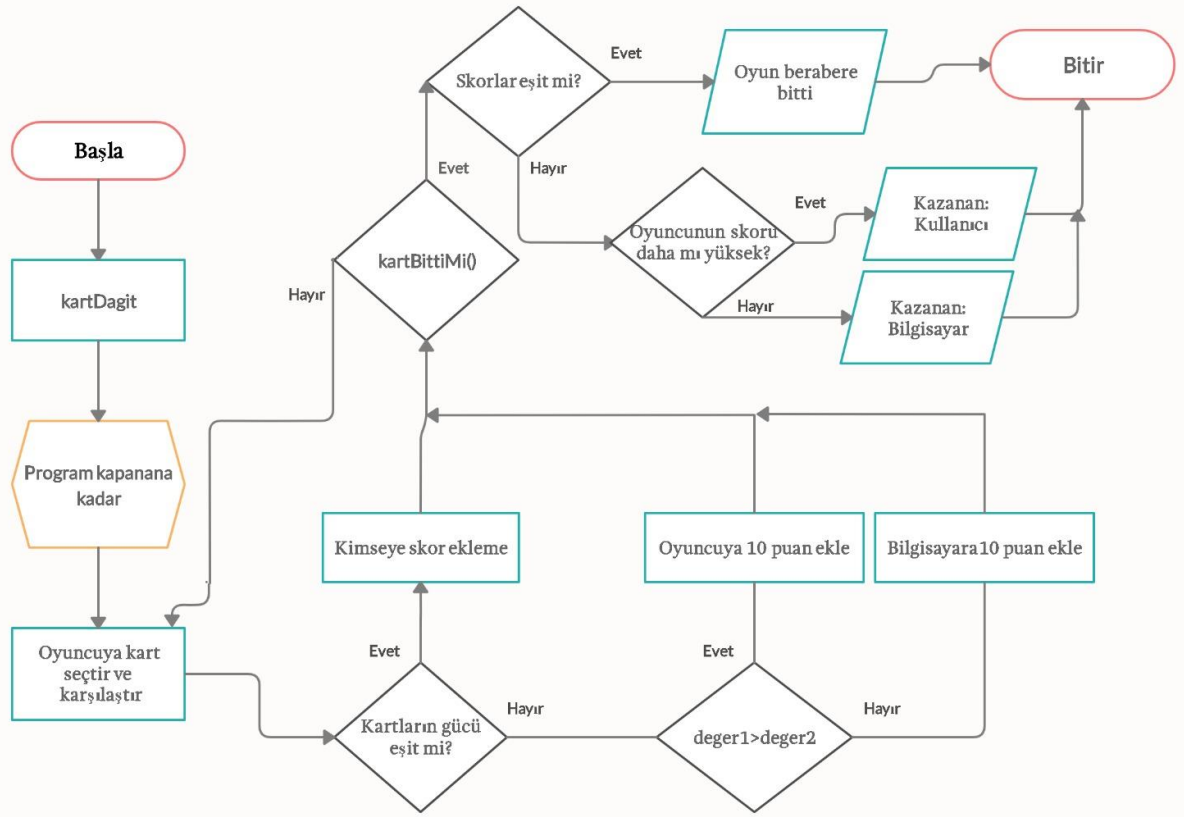 Başla
kartDagit
Program kapanana
kadar
Oyuncuya kart
seçtir ve
karşılaştır
Kartların gücü
eşit mi?
Evet
Hayır
Kimseye skor ekleme
deger1>deger2
Evet
Hayır
Oyuncuya 10 puan ekle
Bilgisayara 10 puan ekle
kartBittiMi()
Hayır
Evet
Skorlar eşit mi?
Evet
Hayır
Oyun berabere
bitti
Oyuncunun skoru
daha mı yüksek?
Evet
Hayır
Kazanan:
Kullanıcı
Kazanan:
Bilgisayar
Bitir